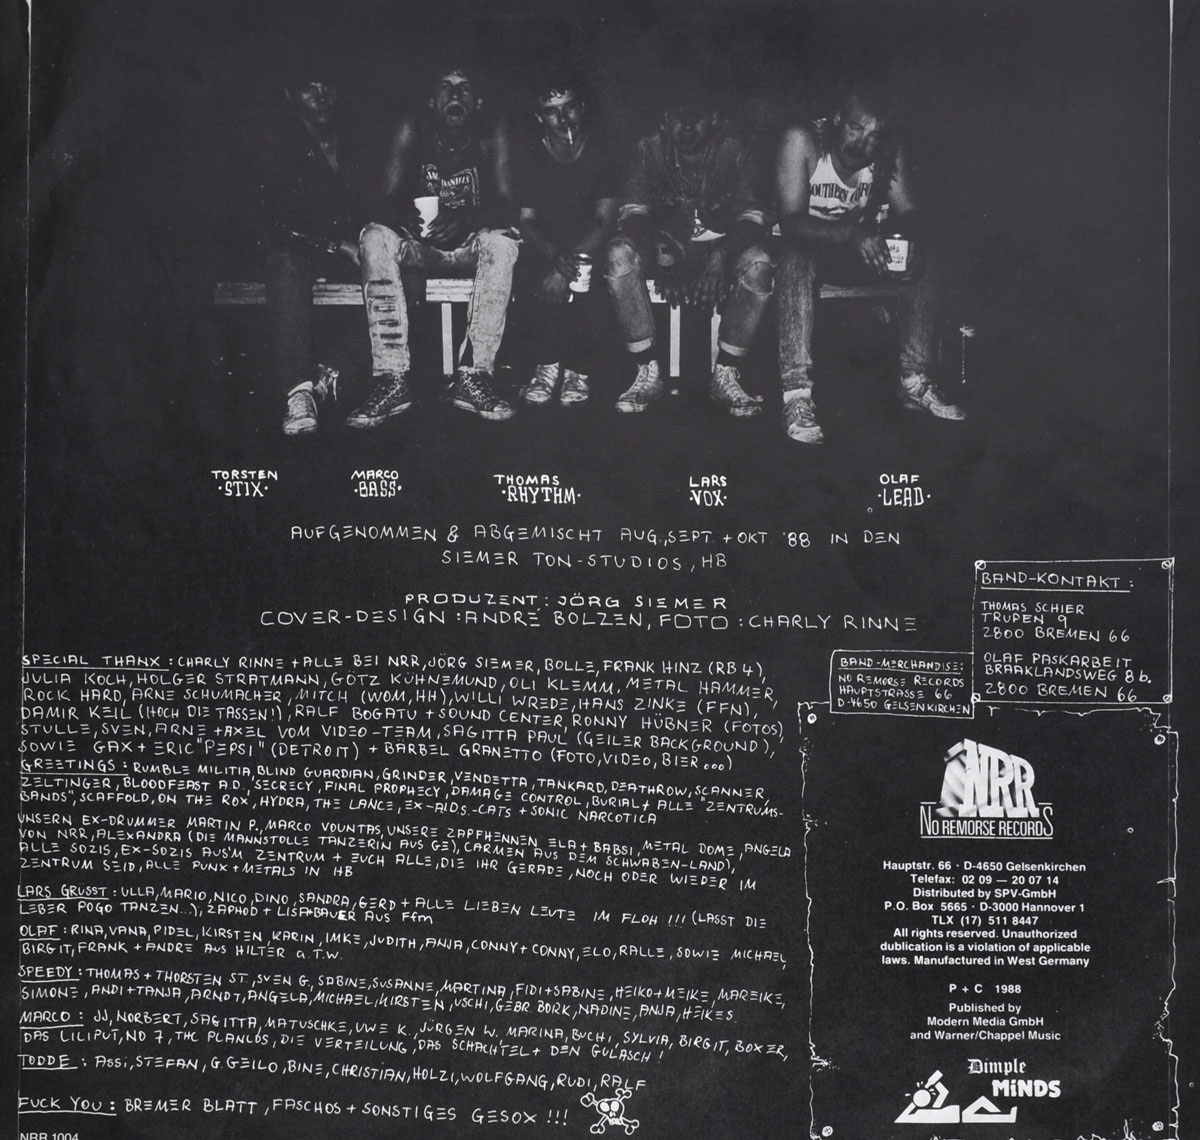 JACK DANIELS
SOUTHERN COMFORT
TORSTEN
·STIX·
MARCO
·BASS·
THOMAS
·RHYTHM·
LARS
·VOX·
OLAF
·LEAD·
AUFGENOMMEN & ABGEMISCHT AUG.,SEPT. + OKT '88 IN DEN
SIEMER TON-STUDIOS, HB
PRODUZENT: JÖRG SIEMER
COVER-DESIGN: ANDRÉ BOLZEN, FOTO: CHARLY RINNE
SPECIAL THANX: CHARLY RINNE + ALLE BEI NRR, JÖRG SIEMER, BOLLE, FRANK HINZ (RB 4),
JULIA KOCH, HOLGER STRATMANN, GÖTZ KÜHNEMUND, OLI KLEMM, METAL HAMMER,
ROCK HARD, ARNE SCHUMACHER, MITCH (WOM, HH), WILLI WREDE, HANS ZINKE (FFN),
DAMIR KEIL (HOCH DIE TASSEN!), RALF BOGATU + SOUND CENTER, RONNY HÜBNER (FOTOS)
STULLE, SVEN, ARNE + AXEL VOM VIDEO-TEAM, SAGITTA PAUL (GEILER BACKGROUND),
SOWIE GAX + ERIC "PEPSI" (DETROIT) + BÄRBEL GRANETTO (FOTO, VIDEO, BIER...)
GREETINGS: RUMBLE MILITIA, BLIND GUARDIAN, GRINDER, VENDETTA, TANKARD, DEATHROW, SCANNER,
ZELTINGER, BLOODFEAST A.D., SECRECY, FINAL PROPHECY, DAMAGE CONTROL, BURIAL + ALLE "ZENTRUMS-
BANDS", SCAFFOLD, ON THE ROX, HYDRA, THE LANCE, EX-AIDS-CATS + SONIC NARCOTICA
UNSERN EX-DRUMMER MARTIN P., MARCO VOUNTAS, UNSERE ZAPFHENNEN ELA + BABSI, METAL DOME, ANGELA
VON NRR, ALEXANDRA (DIE MANNSTOLLE TÄNZERIN AUS GE), CARMEN AUS DEM SCHWABEN-LAND),
ALLE SOZIS, EX-SOZIS AUS'M ZENTRUM + EUCH ALLE, DIE IHR GERADE, NOCH ODER WIEDER IM
ZENTRUM SEID, ALLE PUNX + METALS IN HB
LARS GRÜSST: ULLA, MARIO, NICO, DINO, SANDRA, GERD + ALLE LIEBEN LEUTE IM FLOH !!! (LASST DIE
LEBER POGO TANZEN...), ZAPHOD + LISABAUER AUS Ffm
OLAF: RINA, VANA, PIDEL, KIRSTEN, KARIN, IMKE, JUDITH, ANJA, CONNY + CONNY, ELO, RALLE, SOWIE MICHAEL,
BIRGIT, FRANK + ANDRE AUS HILTER a.T.W.
SPEEDY: THOMAS + THORSTEN ST., SVEN G, SABINE, SUSANNE, MARTINA, FIDI + SABINE, HEIKO + MEIKE, MAREIKE,
SIMONE, ANDI + TANJA, ARNDT, ANGELA, MICHAEL, KIRSTEN, USCHI, GEBR. BORK, NADINE, ANJA, HEIKE S.
MARCO: JJ, NORBERT, SAGITTA, MATUSCHKE, UWE K., JÜRGEN W. MARINA, BUCHI, SYLVIA, BIRGIT, BOXER,
DAS LILIPUT, NO 7, THC PLANLOS, DIE VERTEILUNG, DAS SCHACHTEL + DEN GULASCH!
TODDE: ASSI, STEFAN, G.GEILO, BINE, CHRISTIAN, HOLZI, WOLFGANG, RUDI, RALF
FUCK YOU: BREMER BLATT, FASCHOS + SONSTIGES GESOX !!!
NRR 1004
BAND-KONTAKT:
THOMAS SCHIER
TRUPEN 9
2800 BREMEN 66
OLAF PASKARBEIT
BRAAKLANDSWEG 8 b.
2800 BREMEN 66
BAND-MERCHANDISE:
NO REMORSE RECORDS
HAUPTSTRASSE 66
D-4650 GELSENKIRCHEN
NRR
NO REMORSE RECORDS
Hauptstr. 66 · D-4650 Gelsenkirchen
Telefax: 02 09 — 20 07 14
Distributed by SPV-GmbH
P.O. Box 5665 · D-3000 Hannover 1
TLX (17) 511 8447
All rights reserved. Unauthorized
dublication is a violation of applicable
laws. Manufactured in West Germany
P + C 1988
Published by
Modern Media GmbH
and Warner/Chappel Music
Dimple
MiNDS